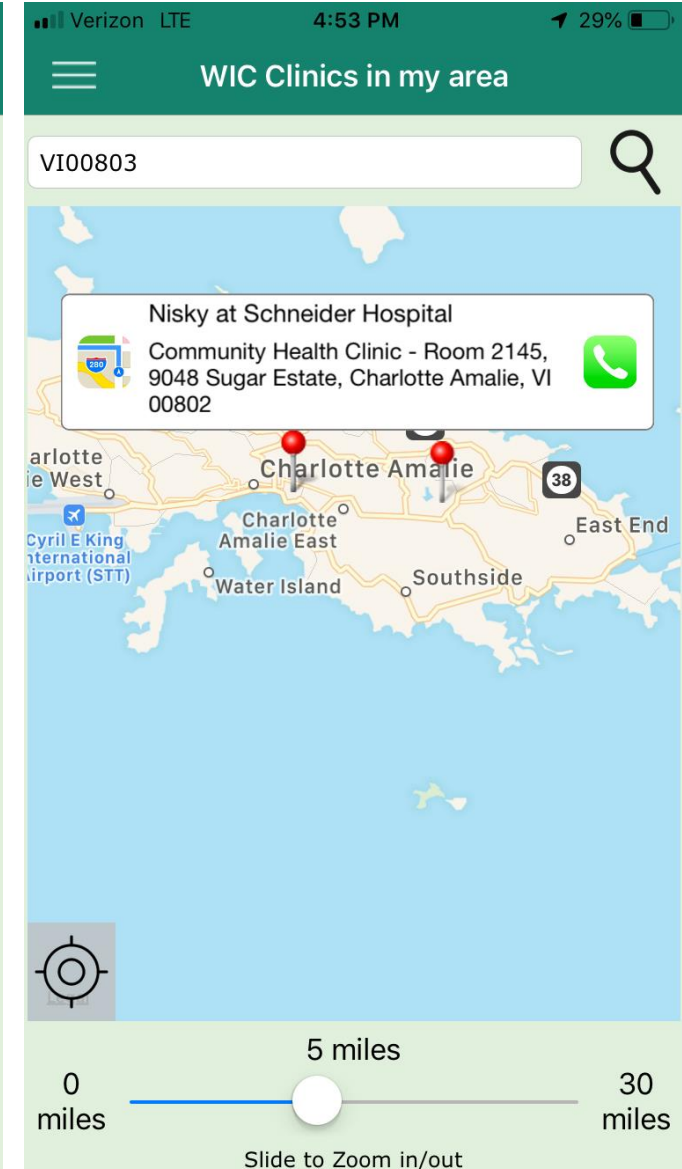 Verizon LTE 4:53 PM 29%
WIC Clinics in my area
VI00803
Nisky at Schneider Hospital
Community Health Clinic - Room 2145,
9048 Sugar Estate, Charlotte Amalie, VI
00802
280
arlotte
ie West
Charlotte Amalie
38
Charlotte
Amalie East
East End
Cyril E King
nternational
irport (STT)
Water Island
Southside
5 miles
0
miles
30
miles
Slide to Zoom in/out